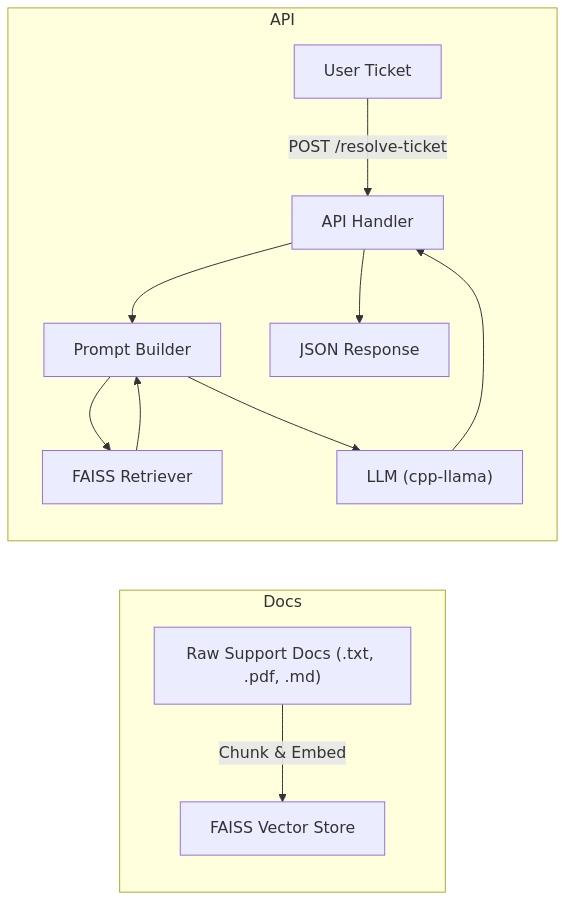 API
User Ticket
POST /resolve-ticket
API Handler
Prompt Builder
JSON Response
FAISS Retriever
LLM (cpp-llama)
Docs
Raw Support Docs (.txt,
.pdf, .md)
Chunk & Embed
FAISS Vector Store